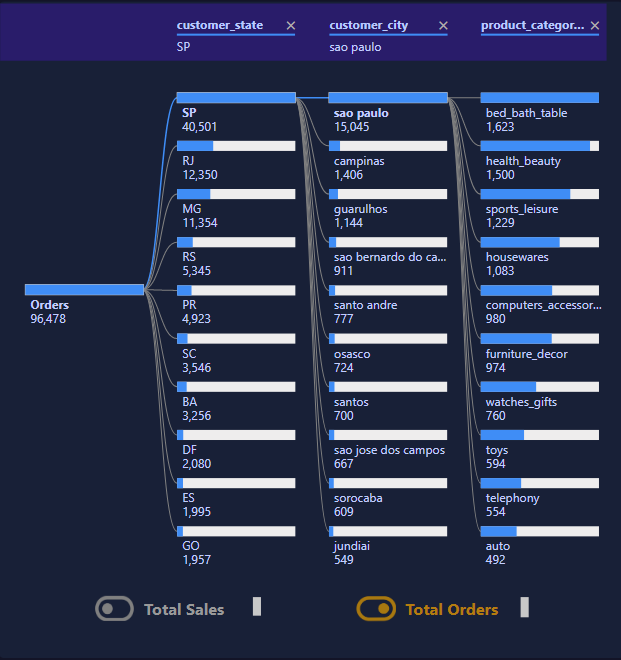 customer_state
customer_city
product_categor...
SP
sao paulo
Orders
96,478
SP
40,501
RJ
12,350
MG
11,354
RS
5,345
PR
4,923
SC
3,546
BA
3,256
DF
2,080
ES
1,995
GO
1,957
sao paulo
15,045
campinas
1,406
guarulhos
1,144
sao bernardo do ca...
911
santo andre
777
osasco
724
santos
700
sao jose dos campos
667
sorocaba
609
jundiai
549
bed_bath_table
1,623
health_beauty
1,500
sports_leisure
1,229
housewares
1,083
computers_accessor...
980
furniture_decor
974
watches_gifts
760
toys
594
telephony
554
auto
492
Total Sales
Total Orders